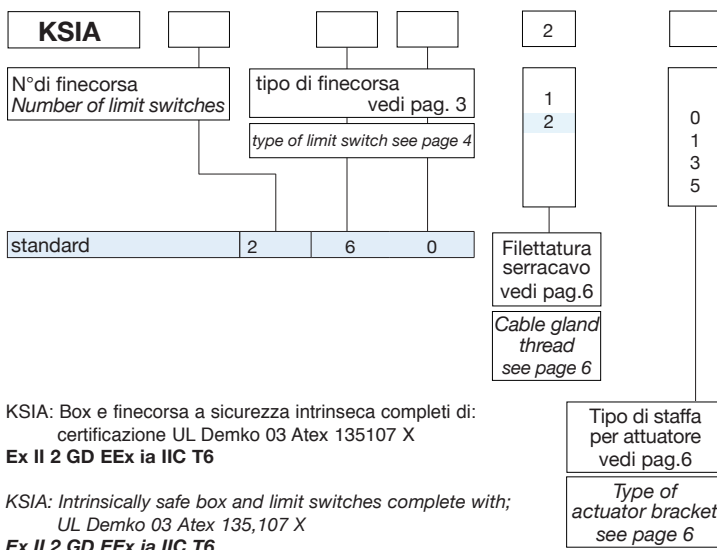 KSIA
2
N°di finecorsa
Number of limit switches
tipo di finecorsa
vedi pag. 3
type of limit switch see page 4
1
2
0
1
3
5
standard 2 6 0
Filettatura
serracavo
vedi pag.6
Cable gland
thread
see page 6
KSIA: Box e finecorsa a sicurezza intrinseca completi di:
certificazione UL Demko 03 Atex 135107 X
Ex II 2 GD EEx ia IIC T6
KSIA: Intrinsically safe box and limit switches complete with;
UL Demko 03 Atex 135,107 X
Ex II 2 GD EEx ia IIC T6
Tipo di staffa
per attuatore
vedi pag.6
Type of
actuator bracket
see page 6